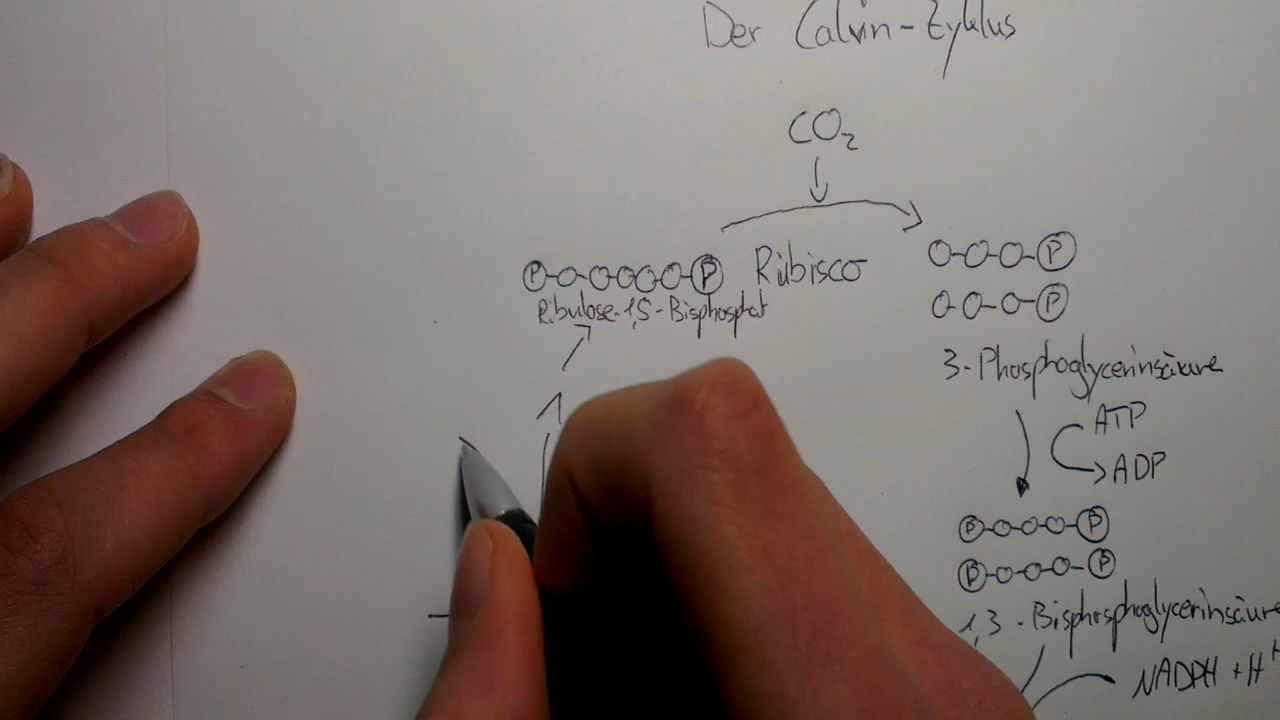 Der Calvin-Zyklus
CO₂
P-O-O-O-O-O-P
Rubisco
O-O-O-P
O-O-O-P
Ribulose-1,5-Bisphosphat
3-Phosphoglycerinsäure
ATP
ADP
P-O-O-O-P
P-O-O-O-P
1,3-Bisphosphoglycerinsäure
NADPH + H⁺